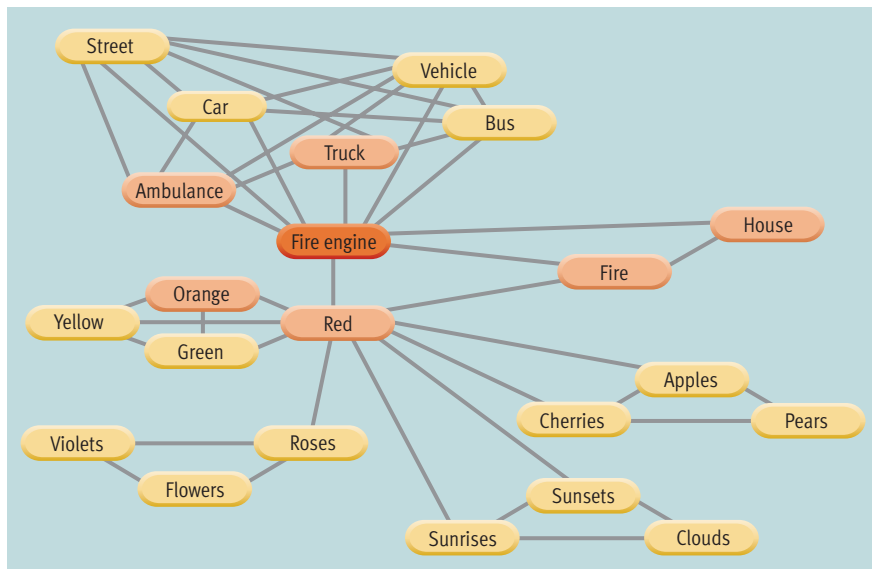 Street
Vehicle
Car
Bus
Truck
Ambulance
House
Fire engine
Fire
Orange
Yellow
Red
Green
Apples
Cherries
Pears
Violets
Roses
Flowers
Sunsets
Sunrises
Clouds